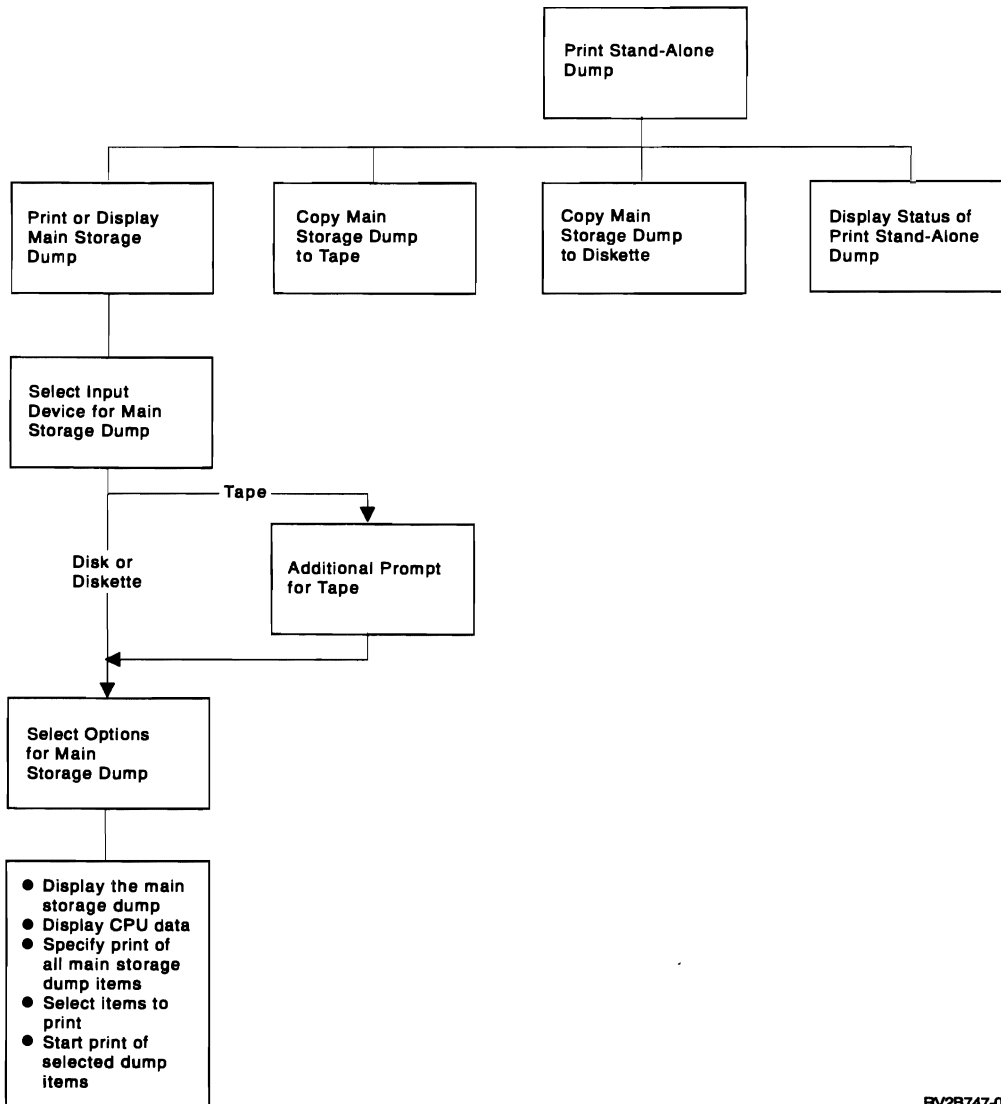 Print Stand-Alone
Dump
Print or Display
Main Storage
Dump
Copy Main
Storage Dump
to Tape
Copy Main
Storage Dump
to Diskette
Display Status of
Print Stand-Alone
Dump
Select Input
Device for Main
Storage Dump
Tape
Disk or
Diskette
Additional Prompt
for Tape
Select Options
for Main
Storage Dump
● Display the main
storage dump
● Display CPU data
● Specify print of
all main storage
dump items
● Select items to
print
● Start print of
selected dump
items